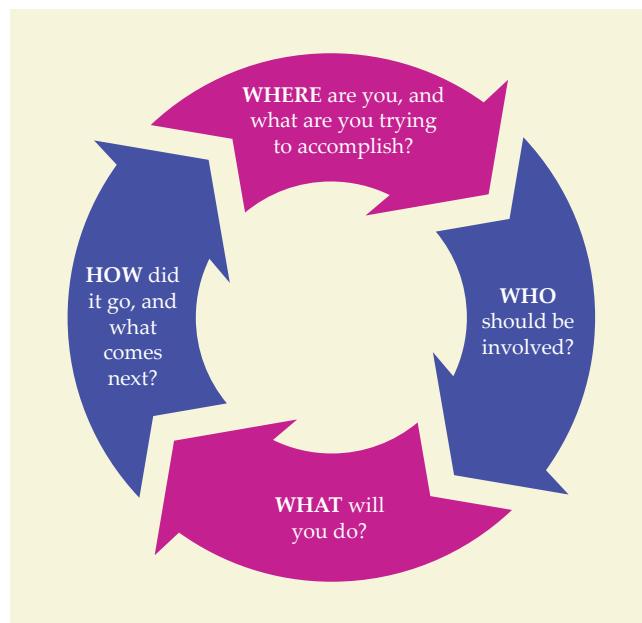 WHERE are you, and
what are you trying
to accomplish?
WHO
should be
involved?
WHAT will
you do?
HOW did
it go, and
what
comes
next?